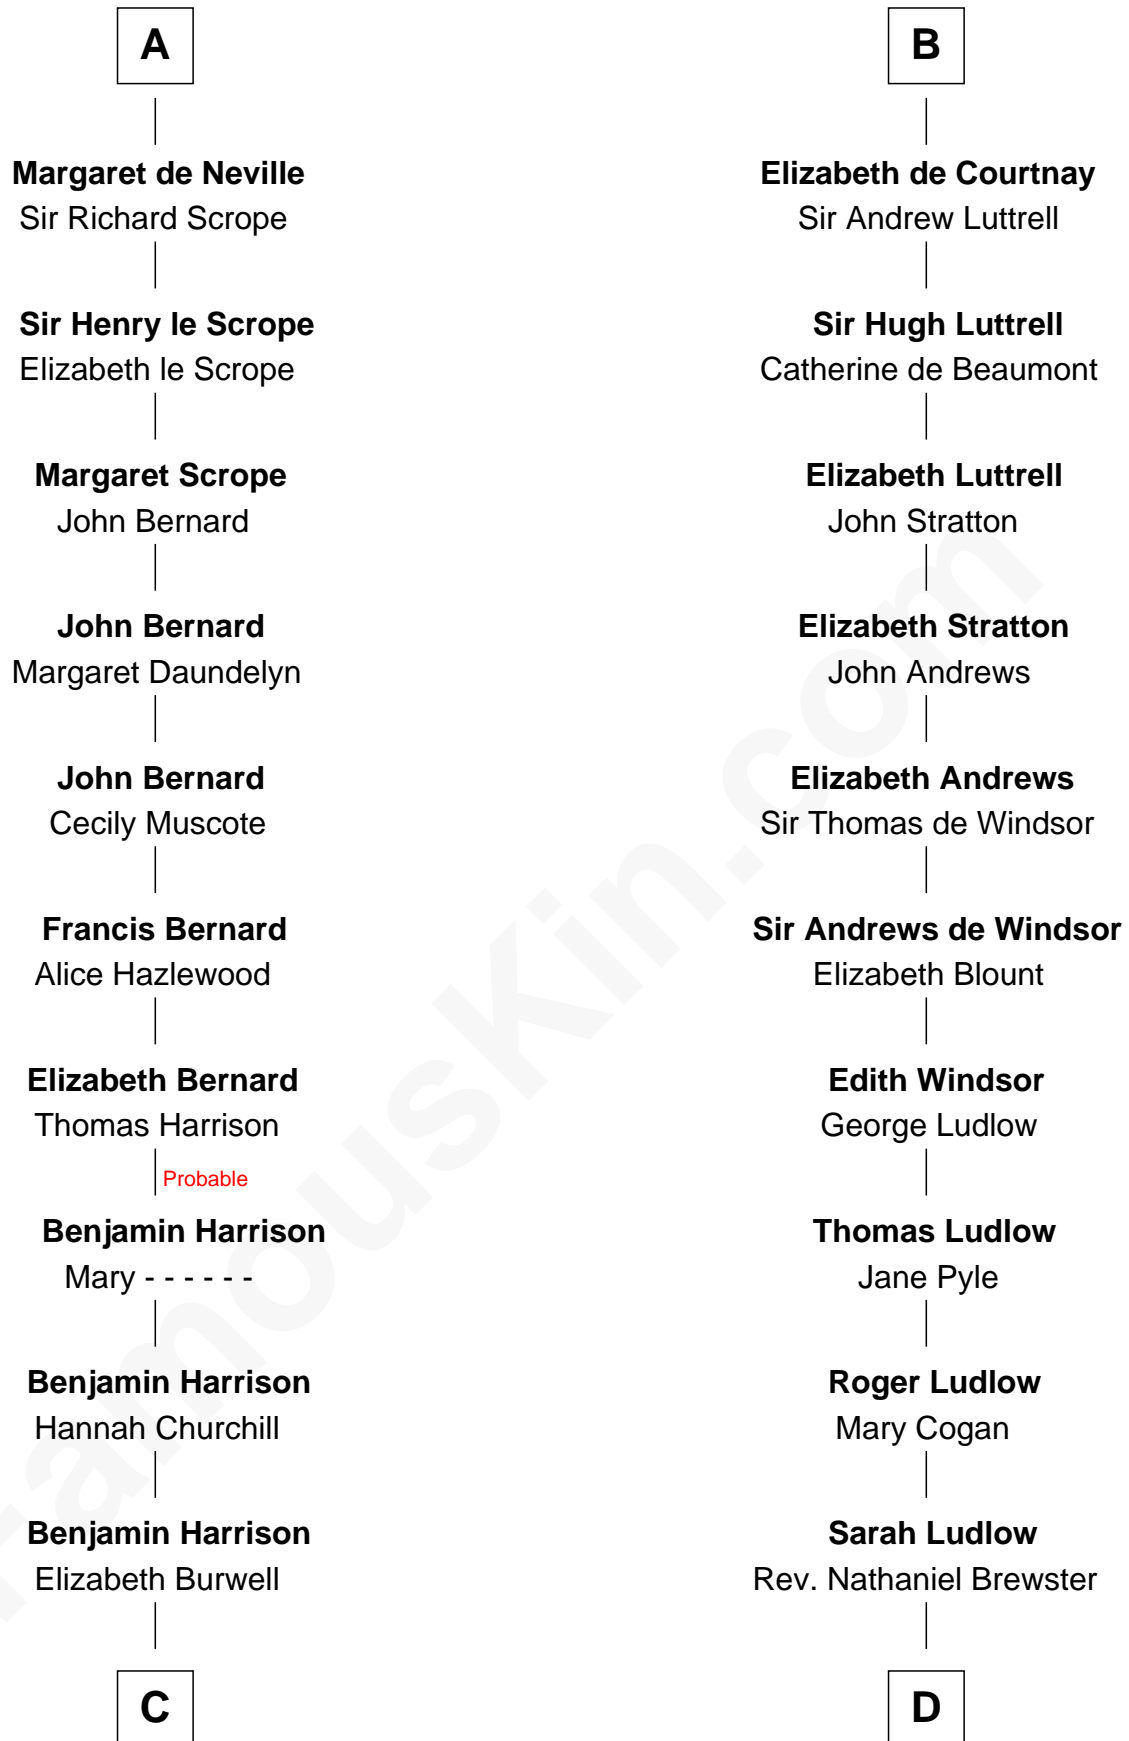 A
Margaret de Neville
Sir Richard Scrope
Sir Henry le Scrope
Elizabeth le Scrope
Margaret Scrope
John Bernard
John Bernard
Margaret Daundelyn
John Bernard
Cecily Muscote
Francis Bernard
Alice Hazlewood
Elizabeth Bernard
Thomas Harrison
Probable
Benjamin Harrison
Mary - - - - - -
Benjamin Harrison
Hannah Churchill
Benjamin Harrison
Elizabeth Burwell
C
B
Elizabeth de Courtnay
Sir Andrew Luttrell
Sir Hugh Luttrell
Catherine de Beaumont
Elizabeth Luttrell
John Stratton
Elizabeth Stratton
John Andrews
Elizabeth Andrews
Sir Thomas de Windsor
Sir Andrews de Windsor
Elizabeth Blount
Edith Windsor
George Ludlow
Thomas Ludlow
Jane Pyle
Roger Ludlow
Mary Cogan
Sarah Ludlow
Rev. Nathaniel Brewster
D
FamousKin.com